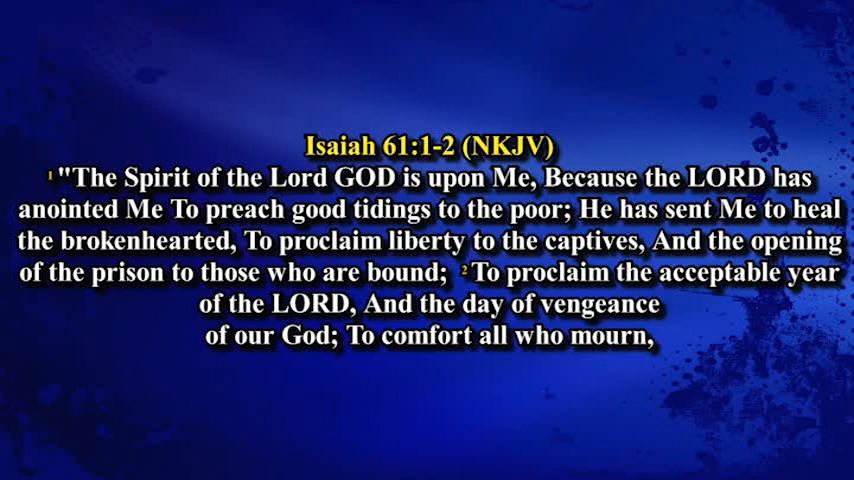 Isaiah 61:1-2 (NKJV)
1 "The Spirit of the Lord GOD is upon Me, Because the LORD has
anointed Me To preach good tidings to the poor; He has sent Me to heal
the brokenhearted, To proclaim liberty to the captives, And the opening
of the prison to those who are bound; 2 To proclaim the acceptable year
of the LORD, And the day of vengeance
of our God; To comfort all who mourn,